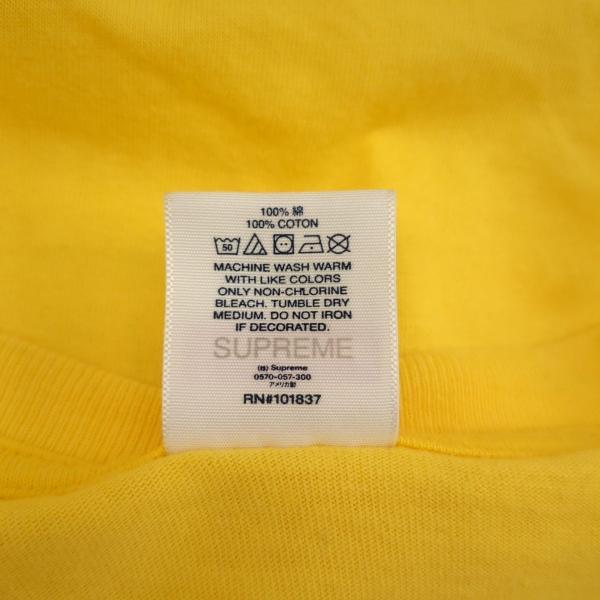 100% 綿
100% COTON
50
MACHINE WASH WARM
WITH LIKE COLORS
ONLY NON-CHLORINE
BLEACH. TUMBLE DRY
MEDIUM. DO NOT IRON
IF DECORATED.
SUPREME
(株) Supreme
0570-057-300
アメリカ製
RN#101837